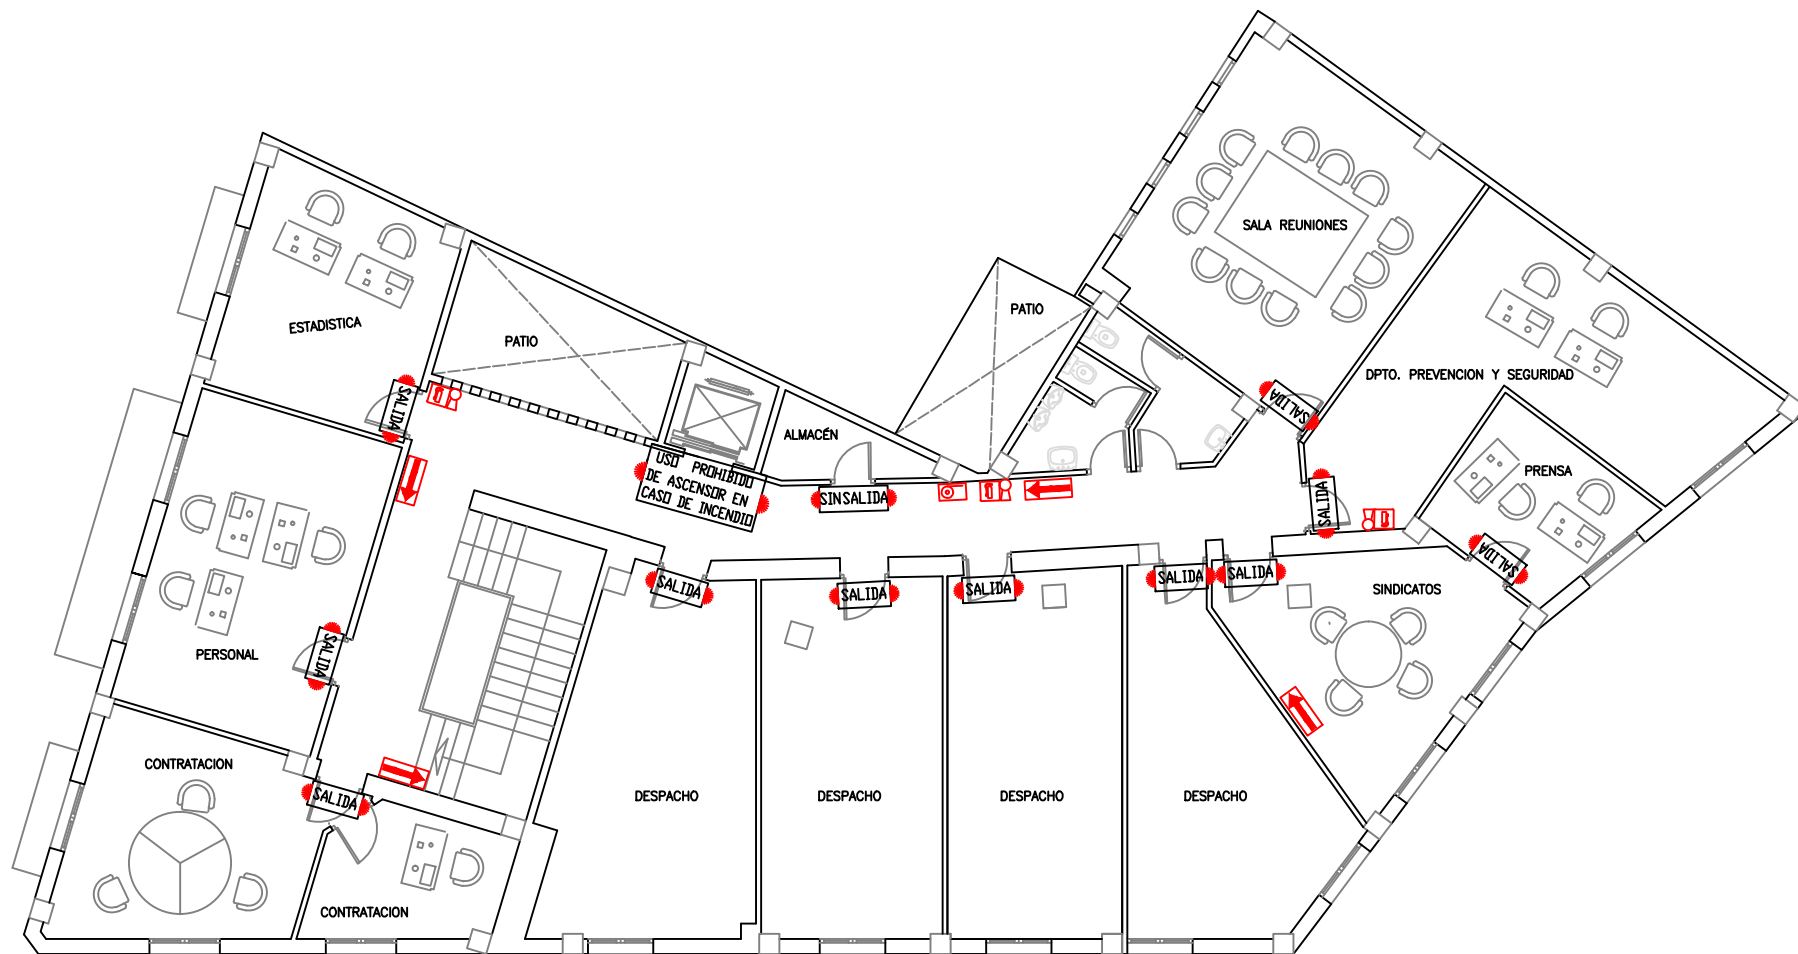 SALA REUNIONES
PATIO
ESTADISTICA
PATIO
DPTO. PREVENCION Y SEGURIDAD
SALIDA
SALIDA
ALMACÉN
USO PROHIBIDO
DE ASCENSOR EN
CASO DE INCENDIO
SINSALIDA
PRENSA
SALIDA
SALIDA
SALIDA
SALIDA
SALIDA
SALIDA
SALIDA
SINDICATOS
PERSONAL
SALIDA
CONTRATACION
SALIDA
DESPACHO
DESPACHO
DESPACHO
DESPACHO
CONTRATACION